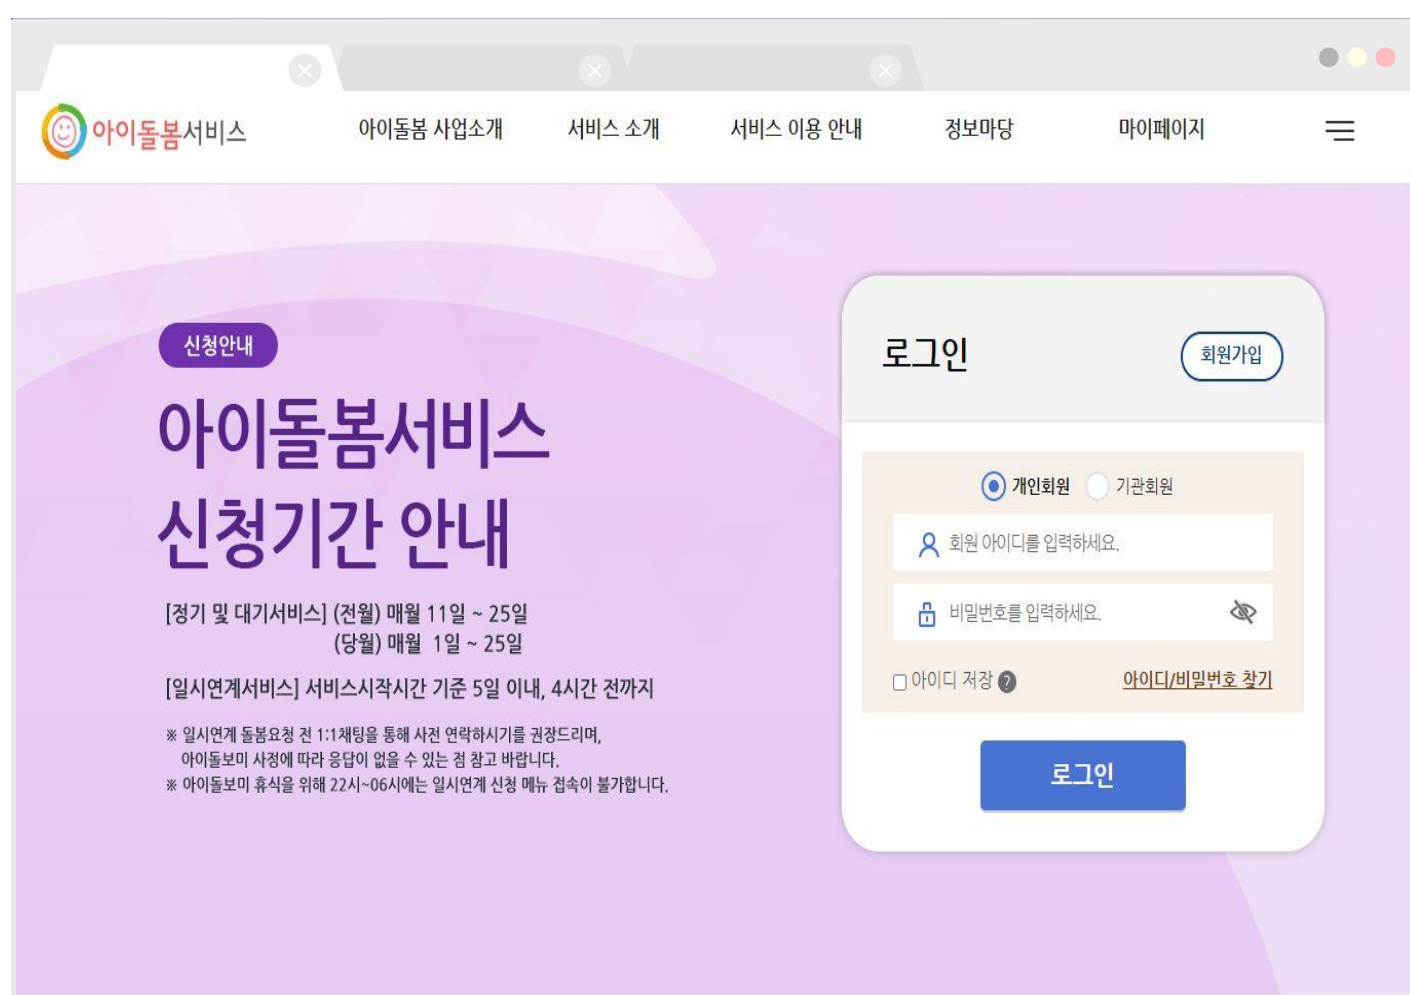 아이돌봄서비스
아이돌봄 사업소개 서비스 소개 서비스 이용 안내 정보마당 마이페이지
신청안내
아이돌봄서비스
신청기간 안내
[정기 및 대기서비스] (전월) 매월 11일 ~ 25일
(당월) 매월 1일 ~ 25일
[일시연계서비스] 서비스시작시간 기준 5일 이내, 4시간 전까지
※ 일시연계 돌봄요청 전 1:1채팅을 통해 사전 연락하시기를 권장드리며,
아이돌보미 사정에 따라 응답이 없을 수 있는 점 참고 바랍니다.
※ 아이돌보미 휴식을 위해 22시~06시에는 일시연계 신청 메뉴 접속이 불가합니다.
로그인 회원가입
개인회원 기관회원
회원 아이디를 입력하세요.
비밀번호를 입력하세요.
아이디 저장 ? 아이디/비밀번호 찾기
로그인